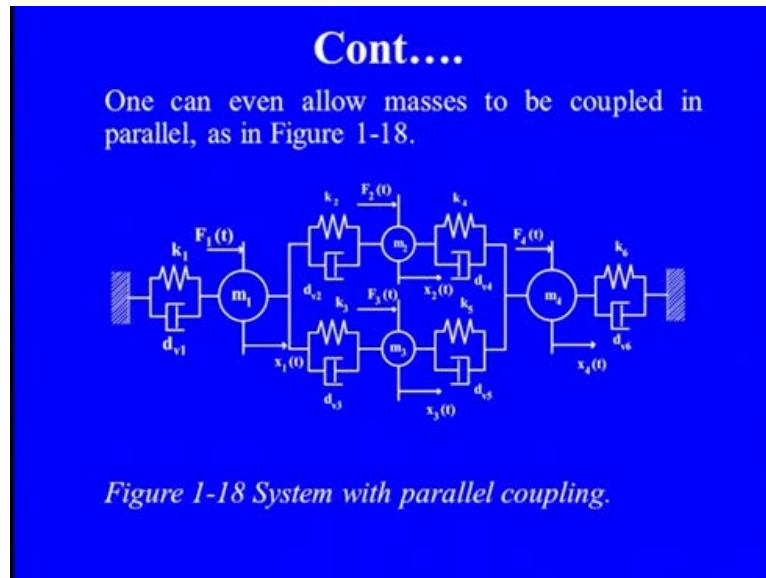 Cont....
One can even allow masses to be coupled in
parallel, as in Figure 1-18.
k₂ F₂(t) k₄
F₁(t) F₄(t)
k₁ m₂ k₆
m₁ dᵥ₂ x₂(t) dᵥ₄ m₄
k₃ F₃(t) k₅
dᵥ₁ x₁(t) m₃ x₄(t) dᵥ₆
dᵥ₃ x₃(t) dᵥ₅
Figure 1-18 System with parallel coupling.